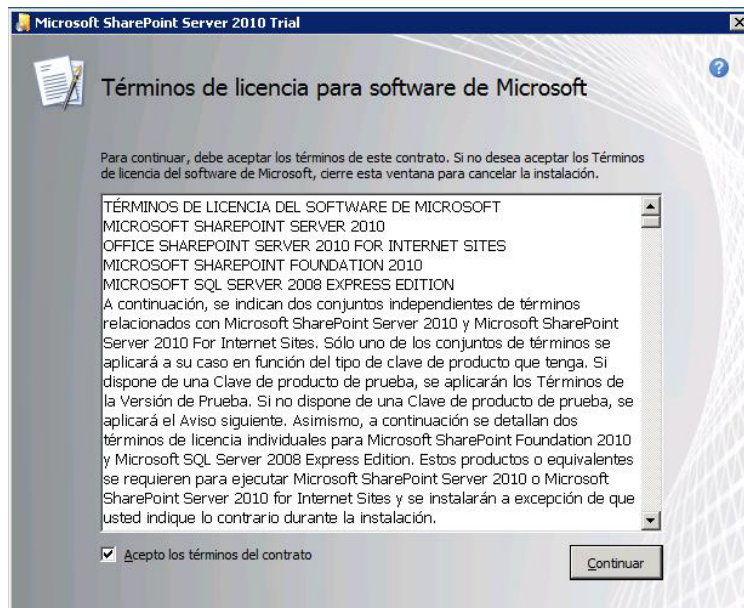 Microsoft SharePoint Server 2010 Trial
Términos de licencia para software de Microsoft
Para continuar, debe aceptar los términos de este contrato. Si no desea aceptar los Términos
de licencia del software de Microsoft, cierre esta ventana para cancelar la instalación.
TÉRMINOS DE LICENCIA DEL SOFTWARE DE MICROSOFT
MICROSOFT SHAREPOINT SERVER 2010
OFFICE SHAREPOINT SERVER 2010 FOR INTERNET SITES
MICROSOFT SHAREPOINT FOUNDATION 2010
MICROSOFT SQL SERVER 2008 EXPRESS EDITION
A continuación, se indican dos conjuntos independientes de términos
relacionados con Microsoft SharePoint Server 2010 y Microsoft SharePoint
Server 2010 For Internet Sites. Sólo uno de los conjuntos de términos se
aplicará a su caso en función del tipo de clave de producto que tenga. Si
dispone de una Clave de producto de prueba, se aplicarán los Términos de
la Versión de Prueba. Si no dispone de una Clave de producto de prueba, se
aplicará el Aviso siguiente. Asimismo, a continuación se detallan dos
términos de licencia individuales para Microsoft SharePoint Foundation 2010
y Microsoft SQL Server 2008 Express Edition. Estos productos o equivalentes
se requieren para ejecutar Microsoft SharePoint Server 2010 o Microsoft
SharePoint Server 2010 for Internet Sites y se instalarán a excepción de que
usted indique lo contrario durante la instalación.
Acepto los términos del contrato
Continuar